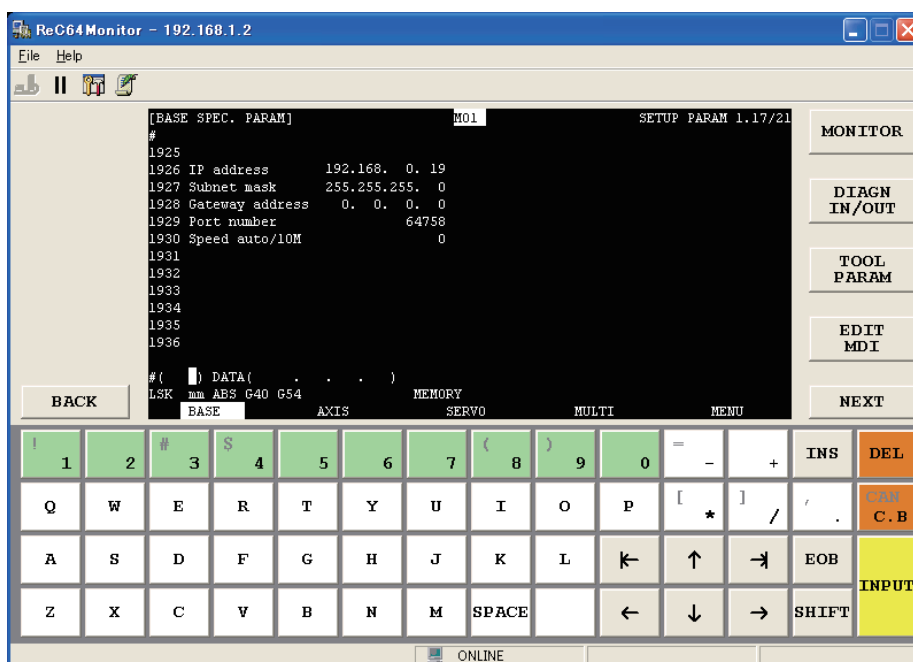 ReC64Monitor - 192.168.1.2
File Help
[BASE SPEC. PARAM] M01 SETUP PARAM 1.17/21
#
1925
1926 IP address 192.168. 0. 19
1927 Subnet mask 255.255.255. 0
1928 Gateway address 0. 0. 0. 0
1929 Port number 64758
1930 Speed auto/10M 0
1931
1932
1933
1934
1935
1936
#( ) DATA( . . . )
LSK mm ABS G40 G54 MEMORY
BASE AXIS SERVO MULTI MENU
BACK
MONITOR
DIAGN
IN/OUT
TOOL
PARAM
EDIT
MDI
NEXT
! 1 2 # 3 $ 4 5 6 7 ( 8 ) 9 0 = - + INS DEL
Q W E R T Y U I O P [ * ] / , . CAN C.B
A S D F G H J K L ⇤ ↑ ⇥ EOB INPUT
Z X C V B N M SPACE ← ↓ → SHIFT
ONLINE